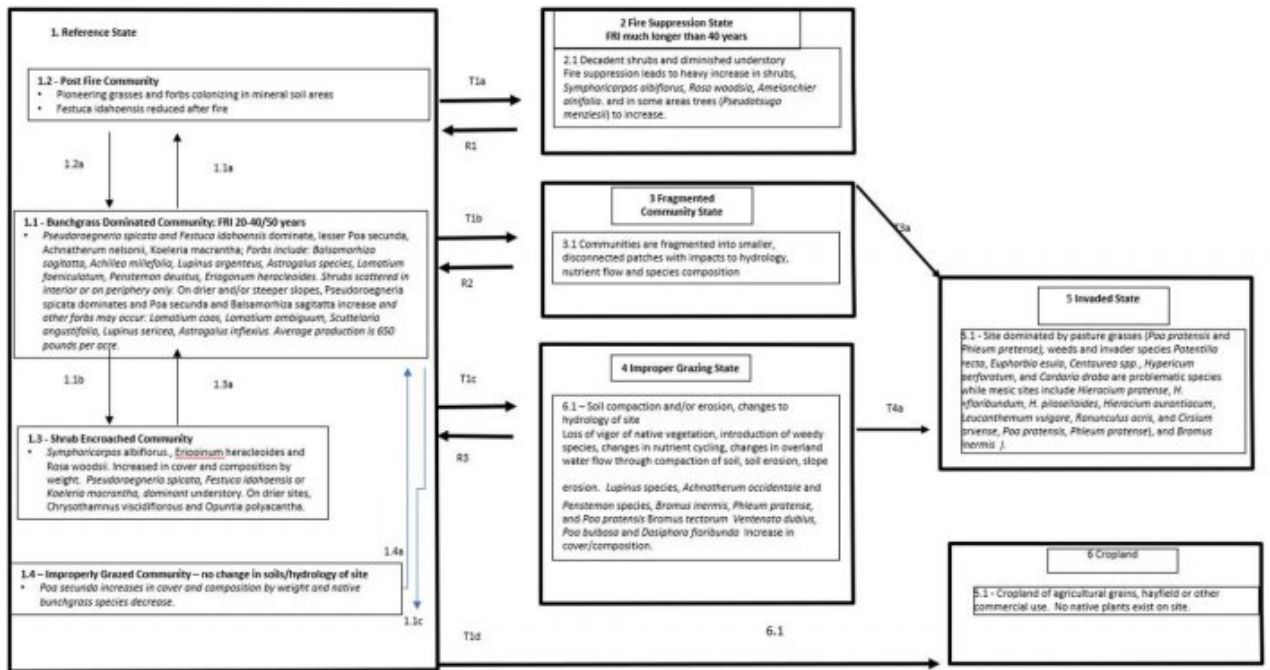 1. Reference State
1.2 - Post Fire Community
• Pioneering grasses and forbs colonizing in mineral soil areas
• Festuca idahoensis reduced after fire
1.2a
1.1a
1.1 - Bunchgrass Dominated Community; FRI 20-40/50 years
• Pseudoroegneria spicata and Festuca idahoensis dominate, lesser Poa secunda,
Achnatherum nelsonii, Koeleria macrantha; Forbs include: Balsamorhiza
sagitatta, Achillea millefolia, Lupinus argenteus, Astragalus species, Lomatium
foeniculatum, Penstemon deustus, Eriogonum heracleoides. Shrubs scattered in
interior or on periphery only. On drier and/or steeper slopes, Pseudoroegneria
spicata dominates and Poa secunda and Balsamorhiza sagitatta increase and
other forbs may occur: Lomatium coos, Lomatium ambiguum, Scuttelaria
angustifolia, Lupinus sericea, Astragalus inflexius. Average production is 650
pounds per acre.
1.1b
1.3a
1.3 - Shrub Encroached Community
• Symphoricarpos albiflorus., Eriooinum heracleoides and
Rosa woodsii. Increased in cover and composition by
weight. Pseudoroegneria spicata, Festuca idahoensis or
Koeleria macrantha, dominant understory. On drier sites,
Chrysothamnus viscidiflorous and Opuntia polyacantha.
1.4a
1.4 – Improperly Grazed Community – no change in soils/hydrology of site
• Poa secunda increases in cover and composition by weight and native
bunchgrass species decrease.
1.1c
T1a
R1
T1b
R2
T1c
R3
T1d
2 Fire Suppression State
FRI much longer than 40 years
2.1 Decadent shrubs and diminished understory
Fire suppression leads to heavy increase in shrubs,
Symphoricarpos albiflorus, Rosa woodsia, Amelanchier
alnifolia. and in some areas trees (Pseudotsuga
menziesii) to increase.
3 Fragmented
Community State
3.1 Communities are fragmented into smaller,
disconnected patches with impacts to hydrology,
nutrient flow and species composition
T3a
4 Improper Grazing State
6.1 – Soil compaction and/or erosion, changes to
hydrology of site
Loss of vigor of native vegetation, introduction of weedy
species, changes in nutrient cycling, changes in overland
water flow through compaction of soil, soil erosion, slope
erosion. Lupinus species, Achnatherum occidentale and
Penstemon species, Bromus inermis, Phleum pratense,
and Poa protensis Bromus tectorum Ventenata dubius,
Poa bulbosa and Dasiphora floribunda Increase in
cover/composition.
T4a
5 Invaded State
5.1 - Site dominated by pasture grasses (Poa pratensis and
Phleum pretense), weeds and invader species Potentilla
recta, Euphorbia esula, Centaurea spp., Hypericum
perforatum, and Cardaria draba are problematic species
while mesic sites include Hieracium pratense, H.
xfloribundum, H. piloselloides, Hieracium aurantiacum,
Leucanthemum vulgare, Ranunculus acris, and Cirsium
arvense, Poa pratensis, Phleum pratense), and Bromus
inermis ).
6 Cropland
5.1 - Cropland of agricultural grains, hayfield or other
commercial use. No native plants exist on site.
6.1